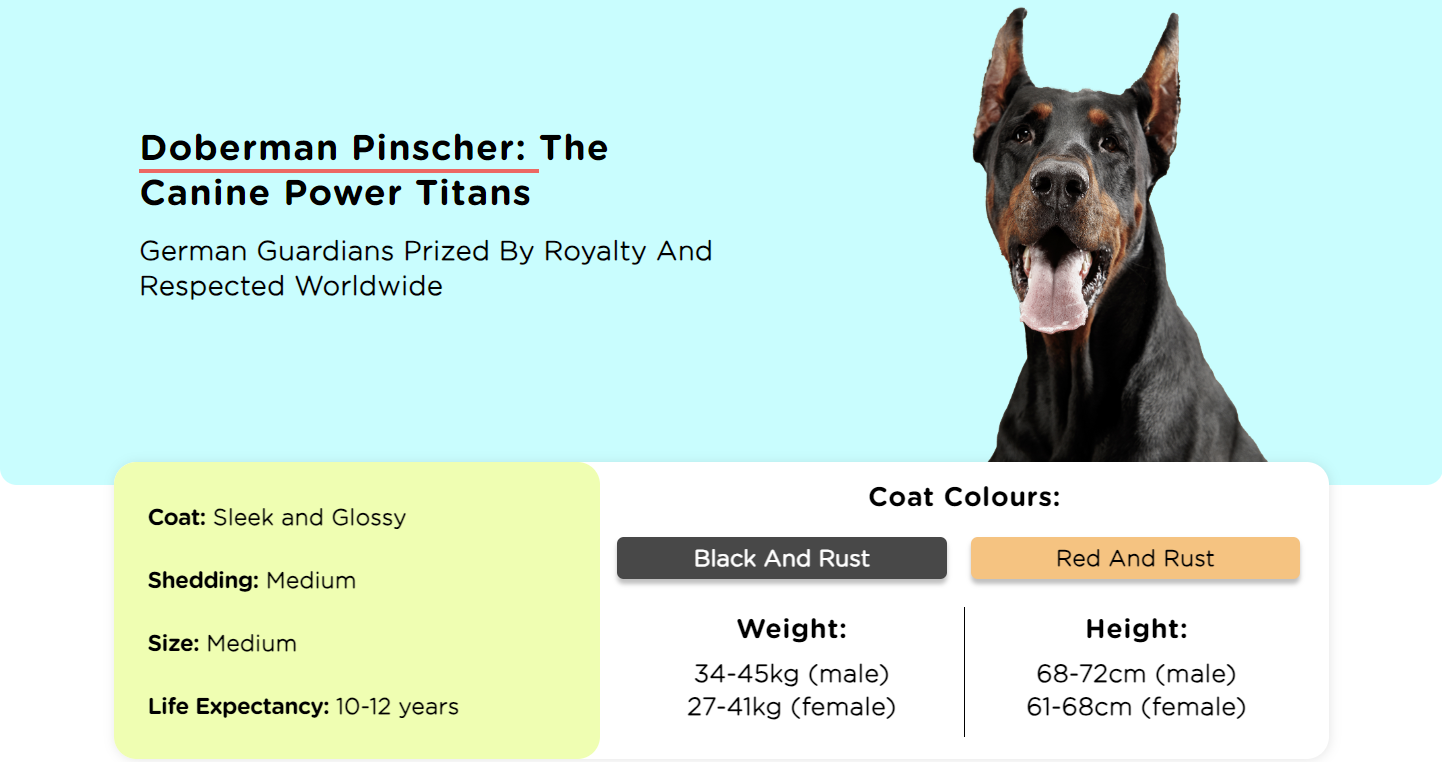 Doberman Pinscher: The
Canine Power Titans
German Guardians Prized By Royalty And
Respected Worldwide
Coat: Sleek and Glossy
Shedding: Medium
Size: Medium
Life Expectancy: 10-12 years
Coat Colours:
Black And Rust
Red And Rust
Weight:
34-45kg (male)
27-41kg (female)
Height:
68-72cm (male)
61-68cm (female)